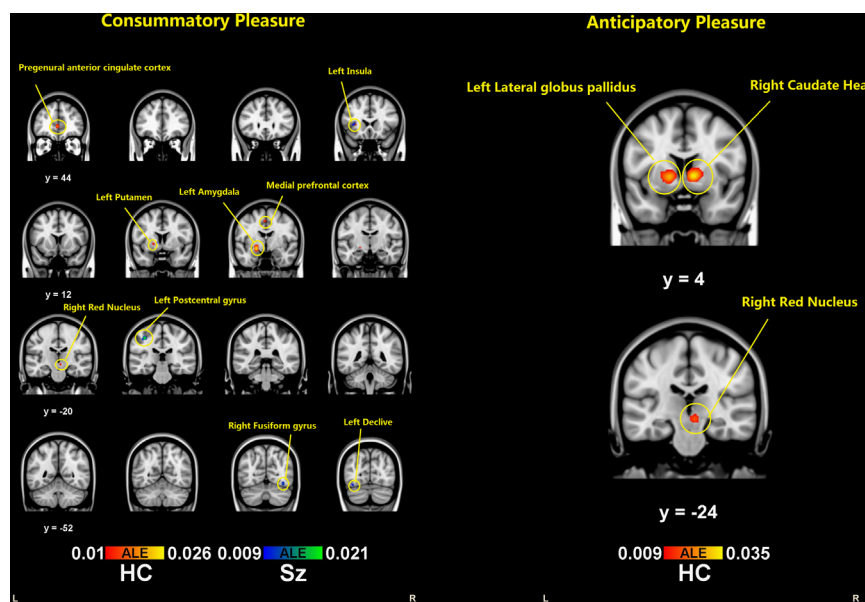 Consummatory Pleasure
Pregenural anterior cingulate cortex
Left Insula
y = 44
Left Putamen
Left Amygdala
Medial prefrontal cortex
y = 12
Right Red Nucleus
Left Postcentral gyrus
y = -20
Right Fusiform gyrus
Left Declive
y = -52
0.01 ALE 0.026
HC
0.009 ALE 0.021
Sz
L
R
Anticipatory Pleasure
Left Lateral globus pallidus
Right Caudate Hea
y = 4
Right Red Nucleus
y = -24
0.009 ALE 0.035
HC
L
R